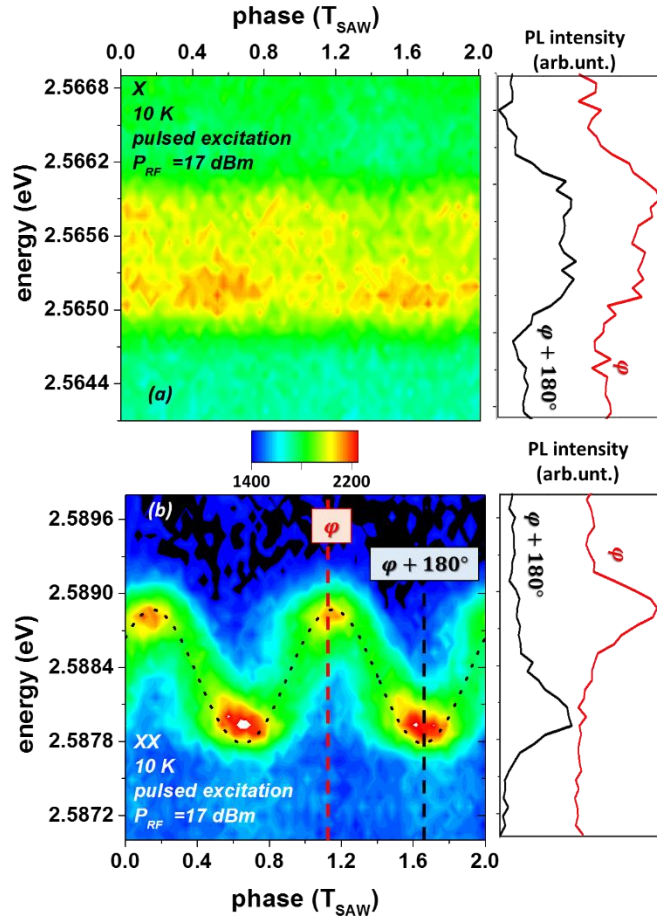 phase (T_SAW)
0.0 0.4 0.8 1.2 1.6 2.0
PL intensity
(arb.unt.)
2.5668
2.5662
2.5656
2.5650
2.5644
energy (eV)
X
10 K
pulsed excitation
P_RF =17 dBm
(a)
φ + 180°
φ
1400 2200
PL intensity
(arb.unt.)
2.5896
2.5890
2.5884
2.5878
2.5872
energy (eV)
(b)
φ
φ + 180°
XX
10 K
pulsed excitation
P_RF =17 dBm
φ + 180°
φ
0.0 0.4 0.8 1.2 1.6 2.0
phase (T_SAW)